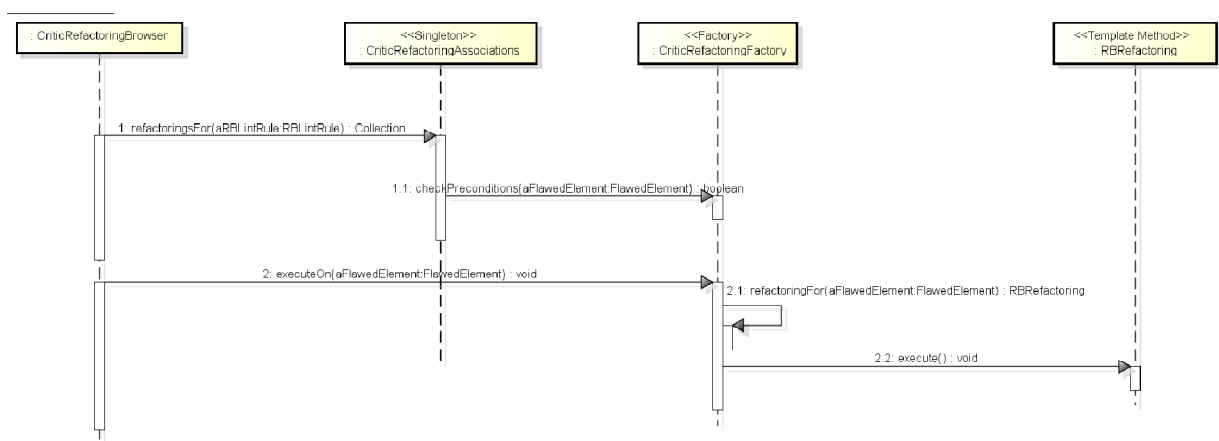 : CriticRefactoringBrowser
<<Singleton>>
: CriticRefactoringAssociations
<<Factory>>
: CriticRefactoringFactory
<<Template Method>>
: RBRefactoring
1: refactoringsFor(aRBLintRule:RBLintRule) : Collection
1.1: checkPreconditions(aFlawedElement:FlawedElement) : boolean
2: executeOn(aFlawedElement:FlawedElement) : void
2.1: refactoringFor(aFlawedElement:FlawedElement) : RBRefactoring
2.2: execute() : void